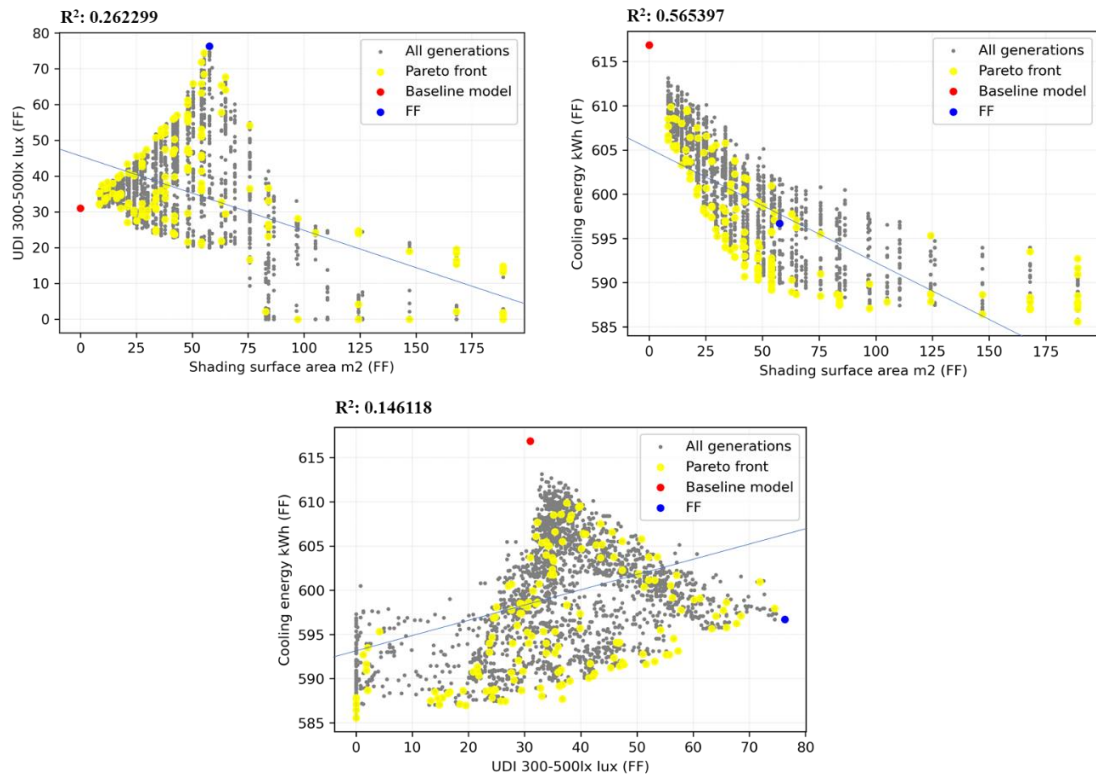 R²: 0.262299
80
70
60
50
40
30
20
10
0
UDI 300-500lx lux (FF)
All generations
Pareto front
Baseline model
FF
0 25 50 75 100 125 150 175
Shading surface area m2 (FF)
R²: 0.565397
615
610
605
600
595
590
585
Cooling energy kWh (FF)
All generations
Pareto front
Baseline model
FF
0 25 50 75 100 125 150 175
Shading surface area m2 (FF)
R²: 0.146118
615
610
605
600
595
590
585
Cooling energy kWh (FF)
All generations
Pareto front
Baseline model
FF
0 10 20 30 40 50 60 70 80
UDI 300-500lx lux (FF)